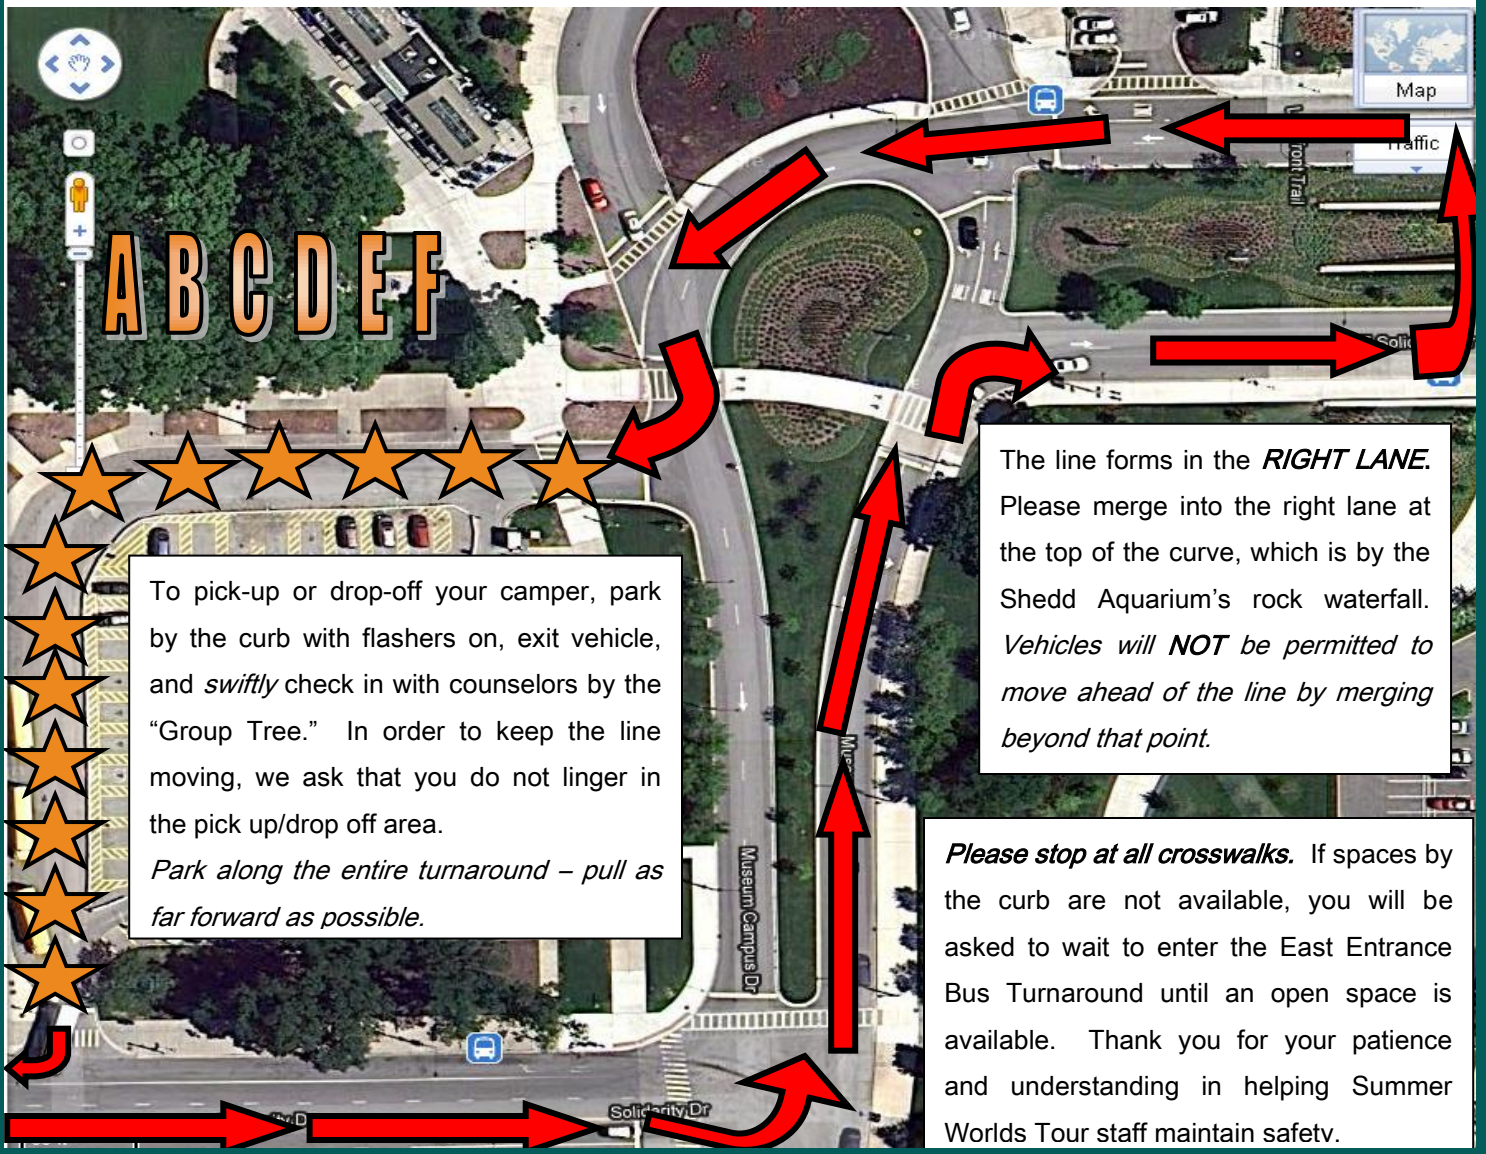 Map
Traffic
A B C D E F
The line forms in the RIGHT LANE.
Please merge into the right lane at
the top of the curve, which is by the
Shedd Aquarium’s rock waterfall.
Vehicles will NOT be permitted to
move ahead of the line by merging
beyond that point.
To pick-up or drop-off your camper, park
by the curb with flashers on, exit vehicle,
and swiftly check in with counselors by the
“Group Tree.” In order to keep the line
moving, we ask that you do not linger in
the pick up/drop off area.
Park along the entire turnaround – pull as
far forward as possible.
Museum Campus Dr
Please stop at all crosswalks. If spaces by
the curb are not available, you will be
asked to wait to enter the East Entrance
Bus Turnaround until an open space is
available. Thank you for your patience
and understanding in helping Summer
Worlds Tour staff maintain safety.
Solidarity Dr